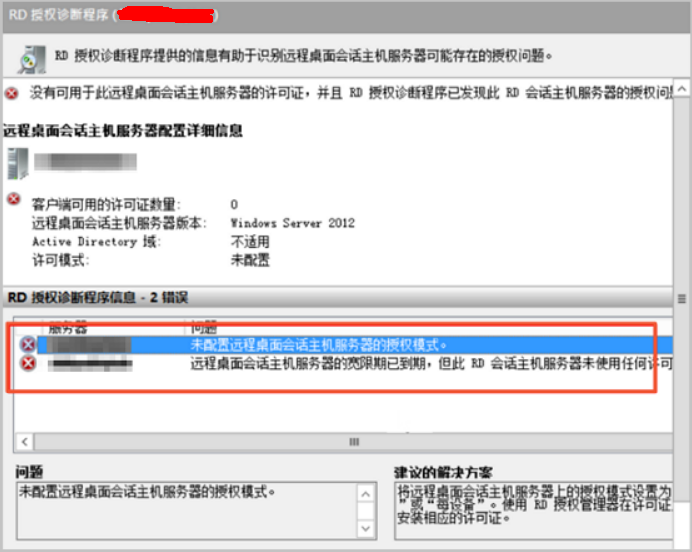 RD 授权诊断程序 (
)
RD 授权诊断程序提供的信息有助于识别远程桌面会话主机服务器可能存在的授权问题。
没有可用于此远程桌面会话主机服务器的许可证，并且 RD 授权诊断程序已发现此 RD 会话主机服务器的授权问
远程桌面会话主机服务器配置详细信息
客户端可用的许可证数量: 0
远程桌面会话主机服务器版本: Windows Server 2012
Active Directory 域: 不适用
许可模式: 未配置
RD 授权诊断程序信息 - 2 错误
服务器 问题
未配置远程桌面会话主机服务器的授权模式。
远程桌面会话主机服务器的宽限期已到期，但此 RD 会话主机服务器未使用任何许可
问题
未配置远程桌面会话主机服务器的授权模式。
建议的解决方案
将远程桌面会话主机服务器上的授权模式设置为
”或“每设备”。使用 RD 授权管理器在许可证
安装相应的许可证。